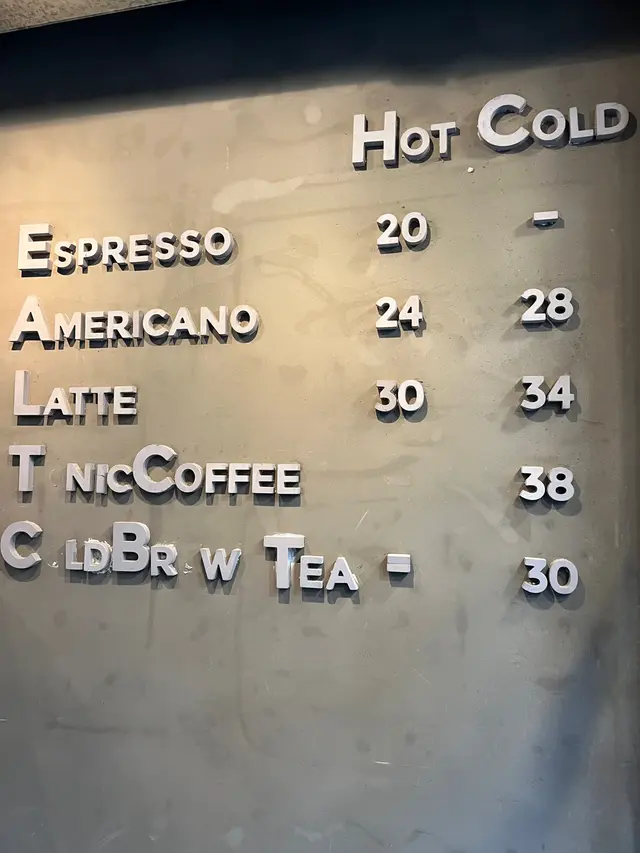 HOT COLD
ESPRESSO 20 -
AMERICANO 24 28
LATTE 30 34
T NICCOFFEE 38
C LDBR W TEA - 30